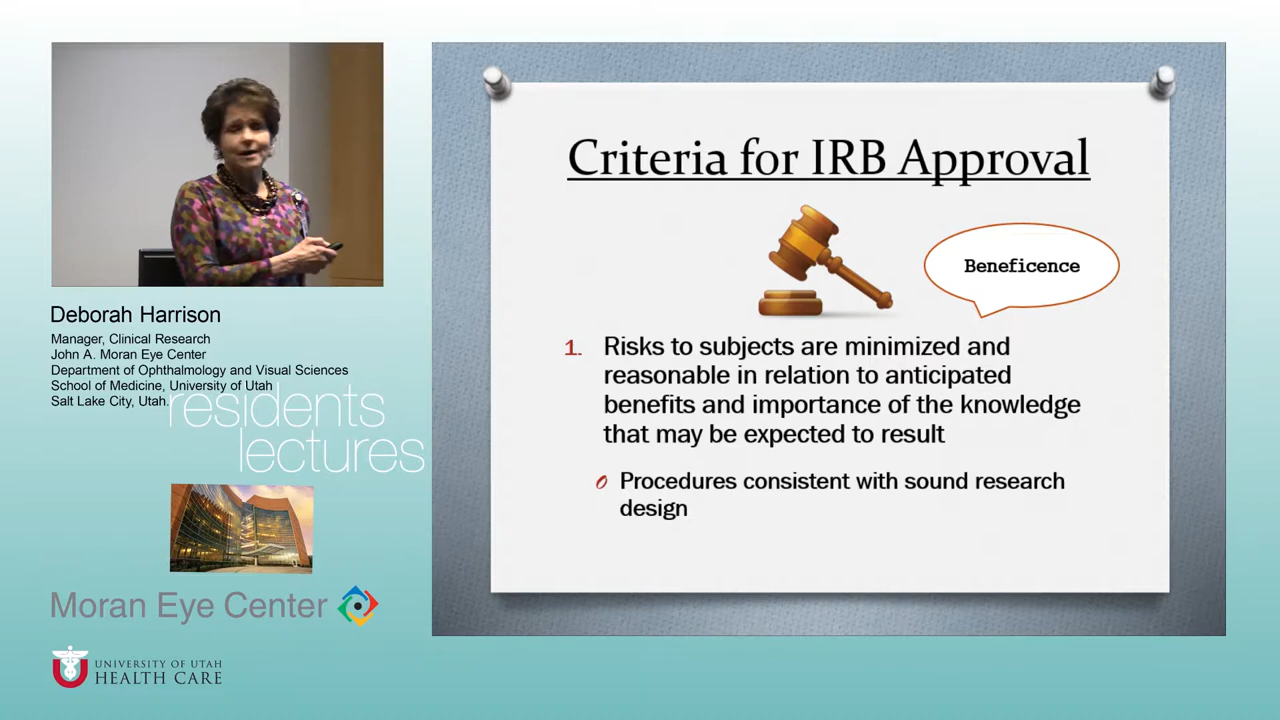 Deborah Harrison
Manager, Clinical Research
John A. Moran Eye Center
Department of Ophthalmology and Visual Sciences
School of Medicine, University of Utah
Salt Lake City, Utah.
residents
lectures
Moran Eye Center
UNIVERSITY OF UTAH
HEALTH CARE
Criteria for IRB Approval
Beneficence
1. Risks to subjects are minimized and
reasonable in relation to anticipated
benefits and importance of the knowledge
that may be expected to result
Procedures consistent with sound research
design